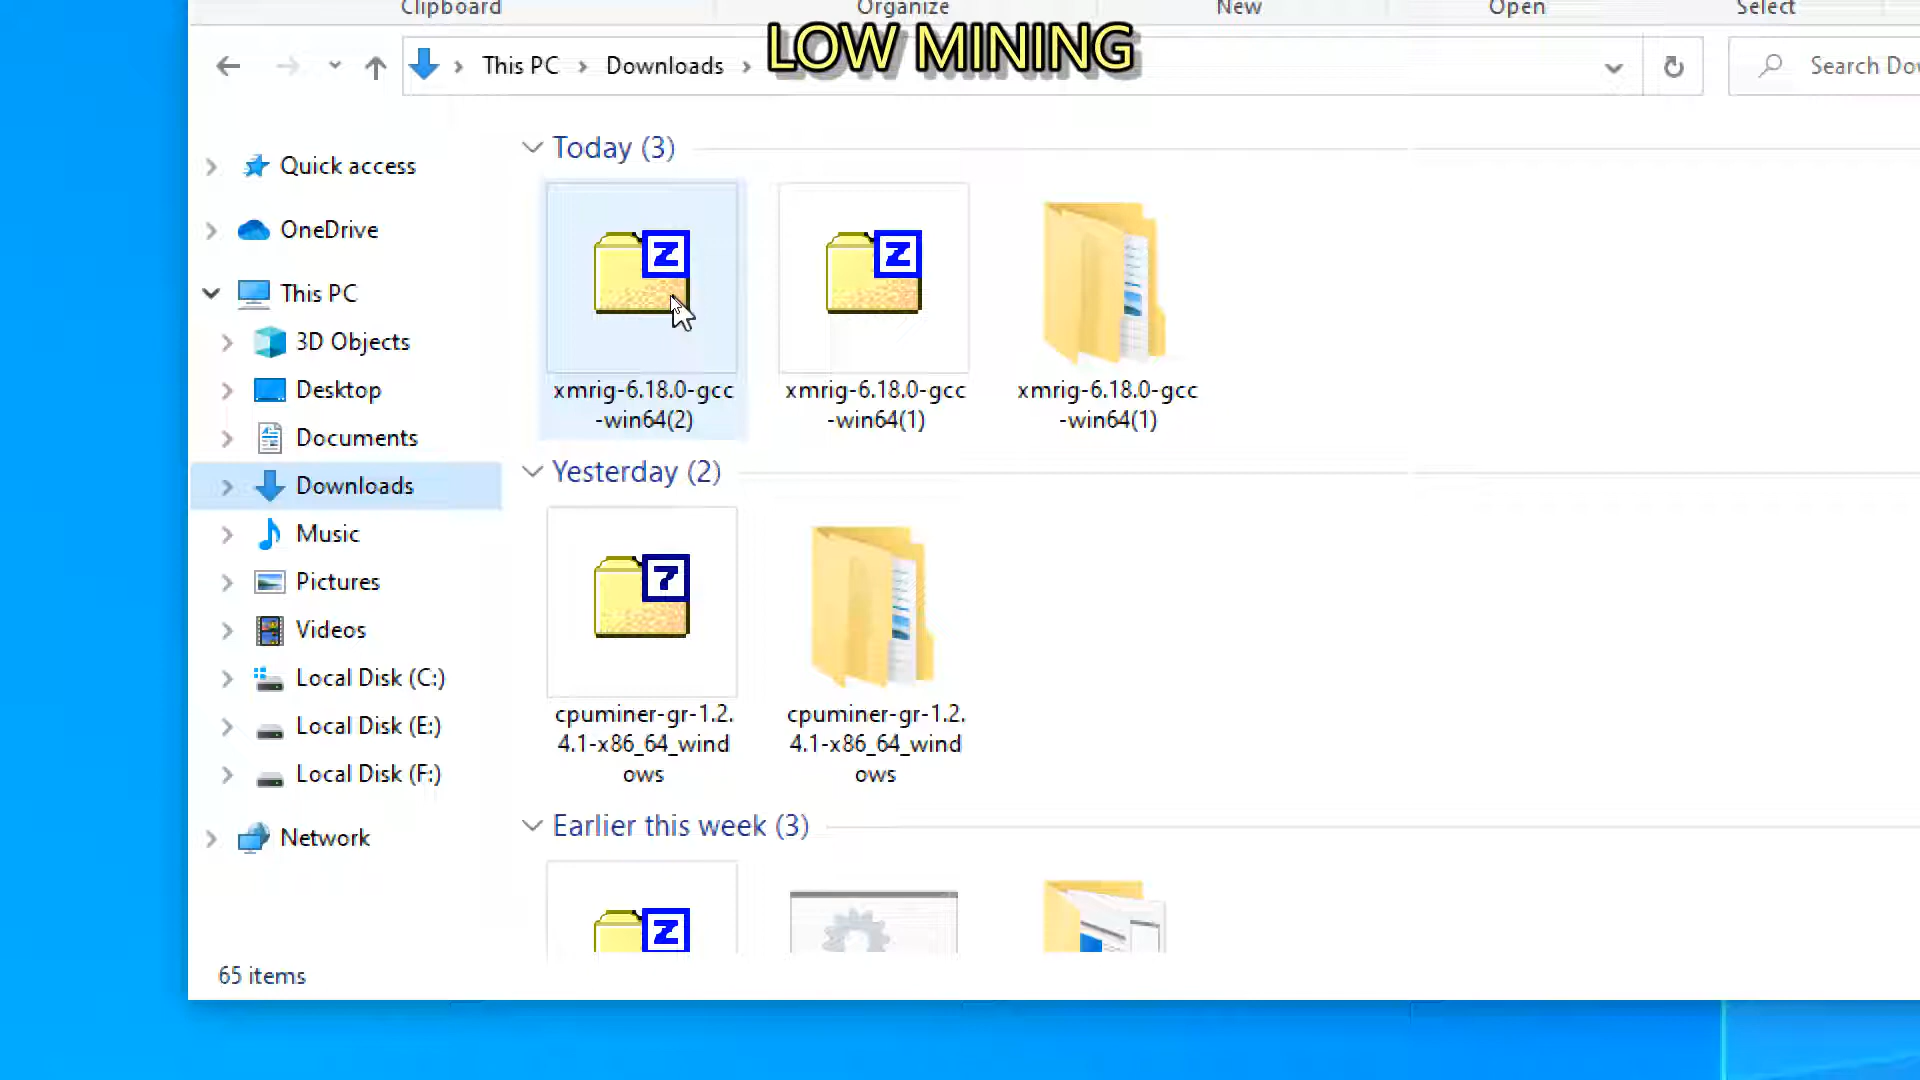 Clipboard
Organize
New
Open
Select
LOW MINING
This PC
Downloads
Search Dow
Quick access
OneDrive
This PC
3D Objects
Desktop
Documents
Downloads
Music
Pictures
Videos
Local Disk (C:)
Local Disk (E:)
Local Disk (F:)
Network
Today (3)
Z
xmrig-6.18.0-gcc
-win64(2)
Z
xmrig-6.18.0-gcc
-win64(1)
xmrig-6.18.0-gcc
-win64(1)
Yesterday (2)
7
cpuminer-gr-1.2.
4.1-x86_64_wind
ows
cpuminer-gr-1.2.
4.1-x86_64_wind
ows
Earlier this week (3)
Z
65 items